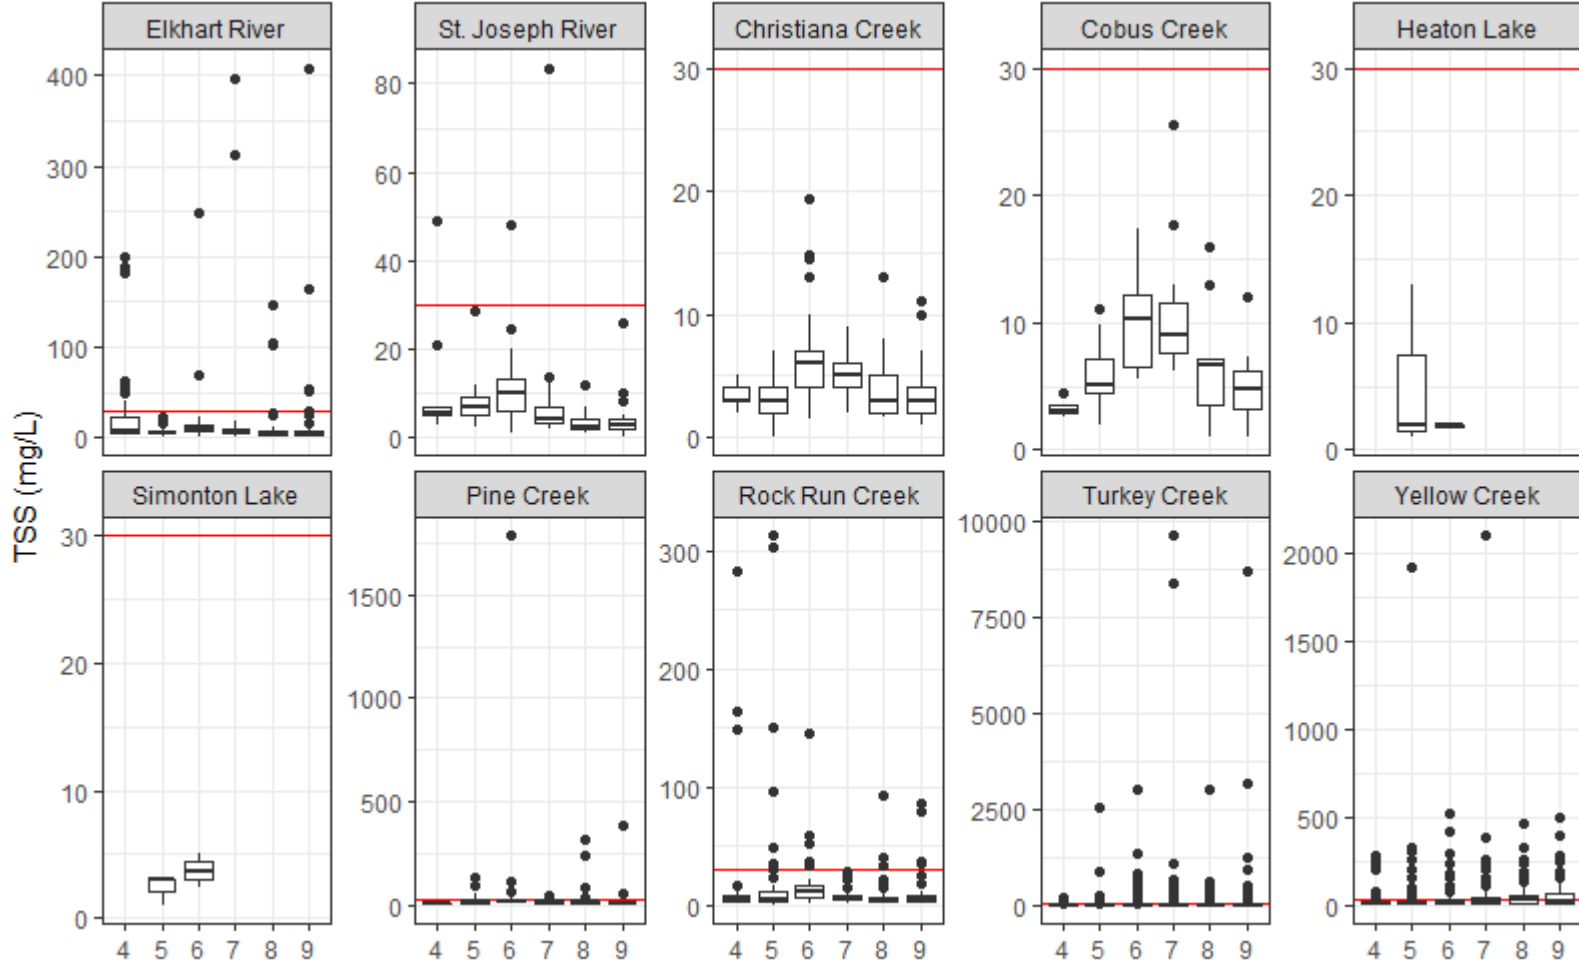 Elkhart River
St. Joseph River
Christiana Creek
Cobus Creek
Heaton Lake
400
300
200
100
0
80
60
40
20
0
30
20
10
0
30
20
10
0
30
20
10
0
TSS (mg/L)
Simonton Lake
Pine Creek
Rock Run Creek
Turkey Creek
Yellow Creek
30
20
10
0
1500
1000
500
0
300
200
100
0
10000
7500
5000
2500
0
2000
1500
1000
500
0
4 5 6 7 8 9
4 5 6 7 8 9
4 5 6 7 8 9
4 5 6 7 8 9
4 5 6 7 8 9